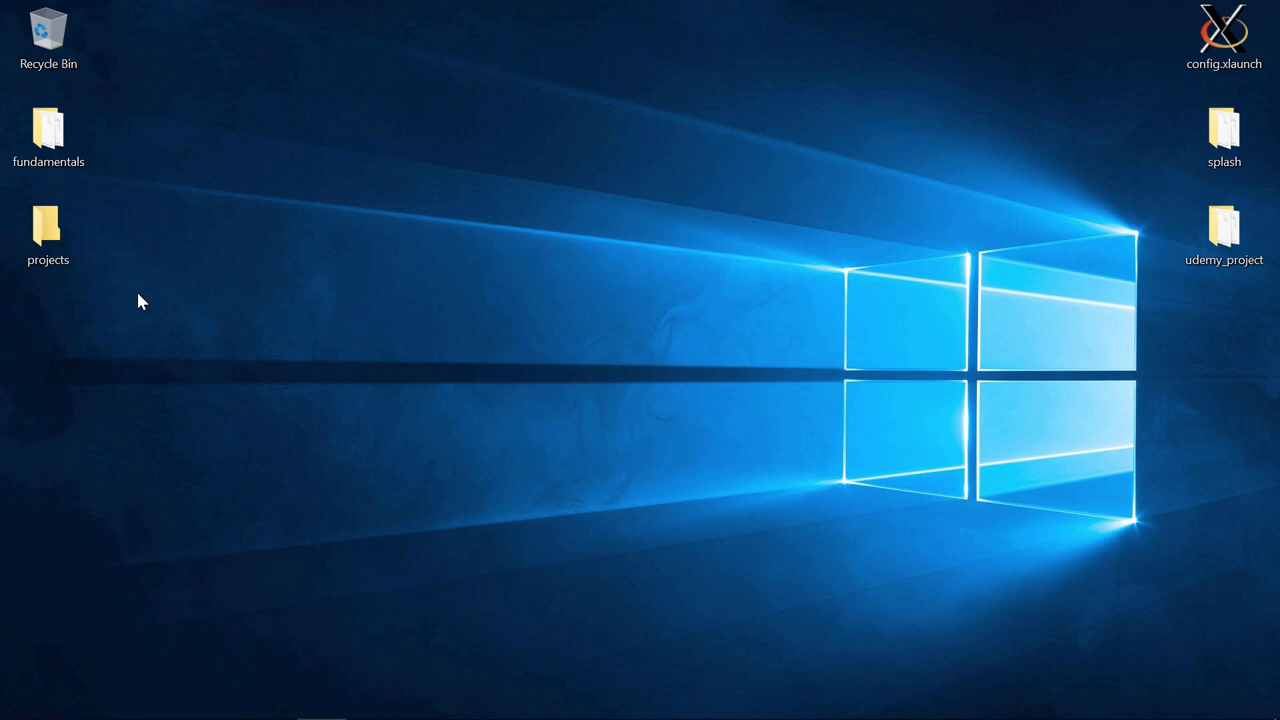 Recycle Bin
fundamentals
projects
config.xlaunch
splash
udemy_project